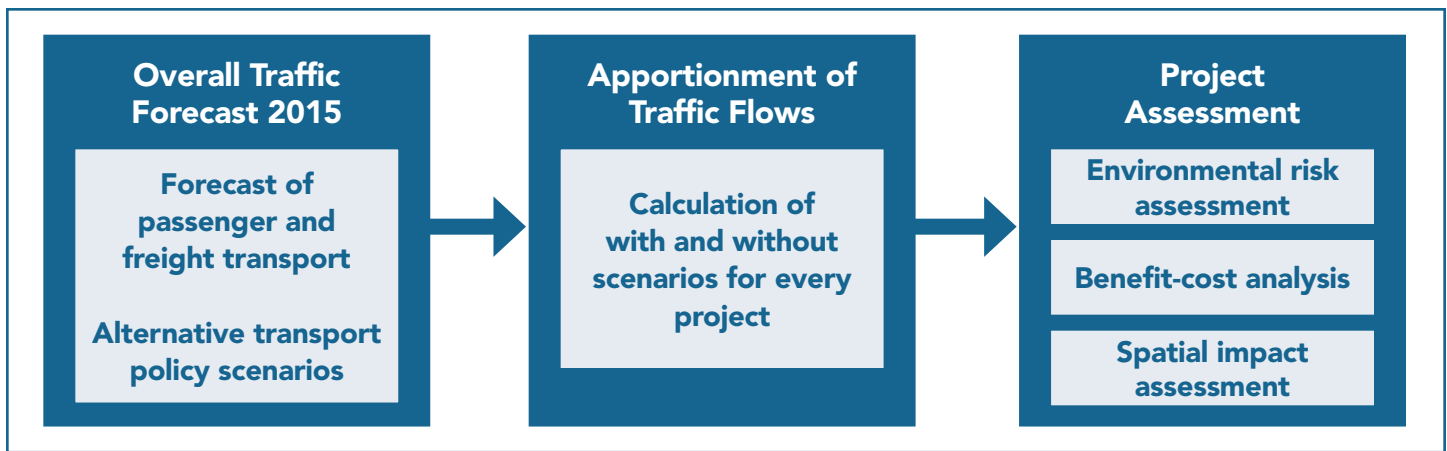 Overall Traffic
Forecast 2015
Forecast of
passenger and
freight transport
Alternative transport
policy scenarios
Apportionment of
Traffic Flows
Calculation of
with and without
scenarios for every
project
Project
Assessment
Environmental risk
assessment
Benefit-cost analysis
Spatial impact
assessment